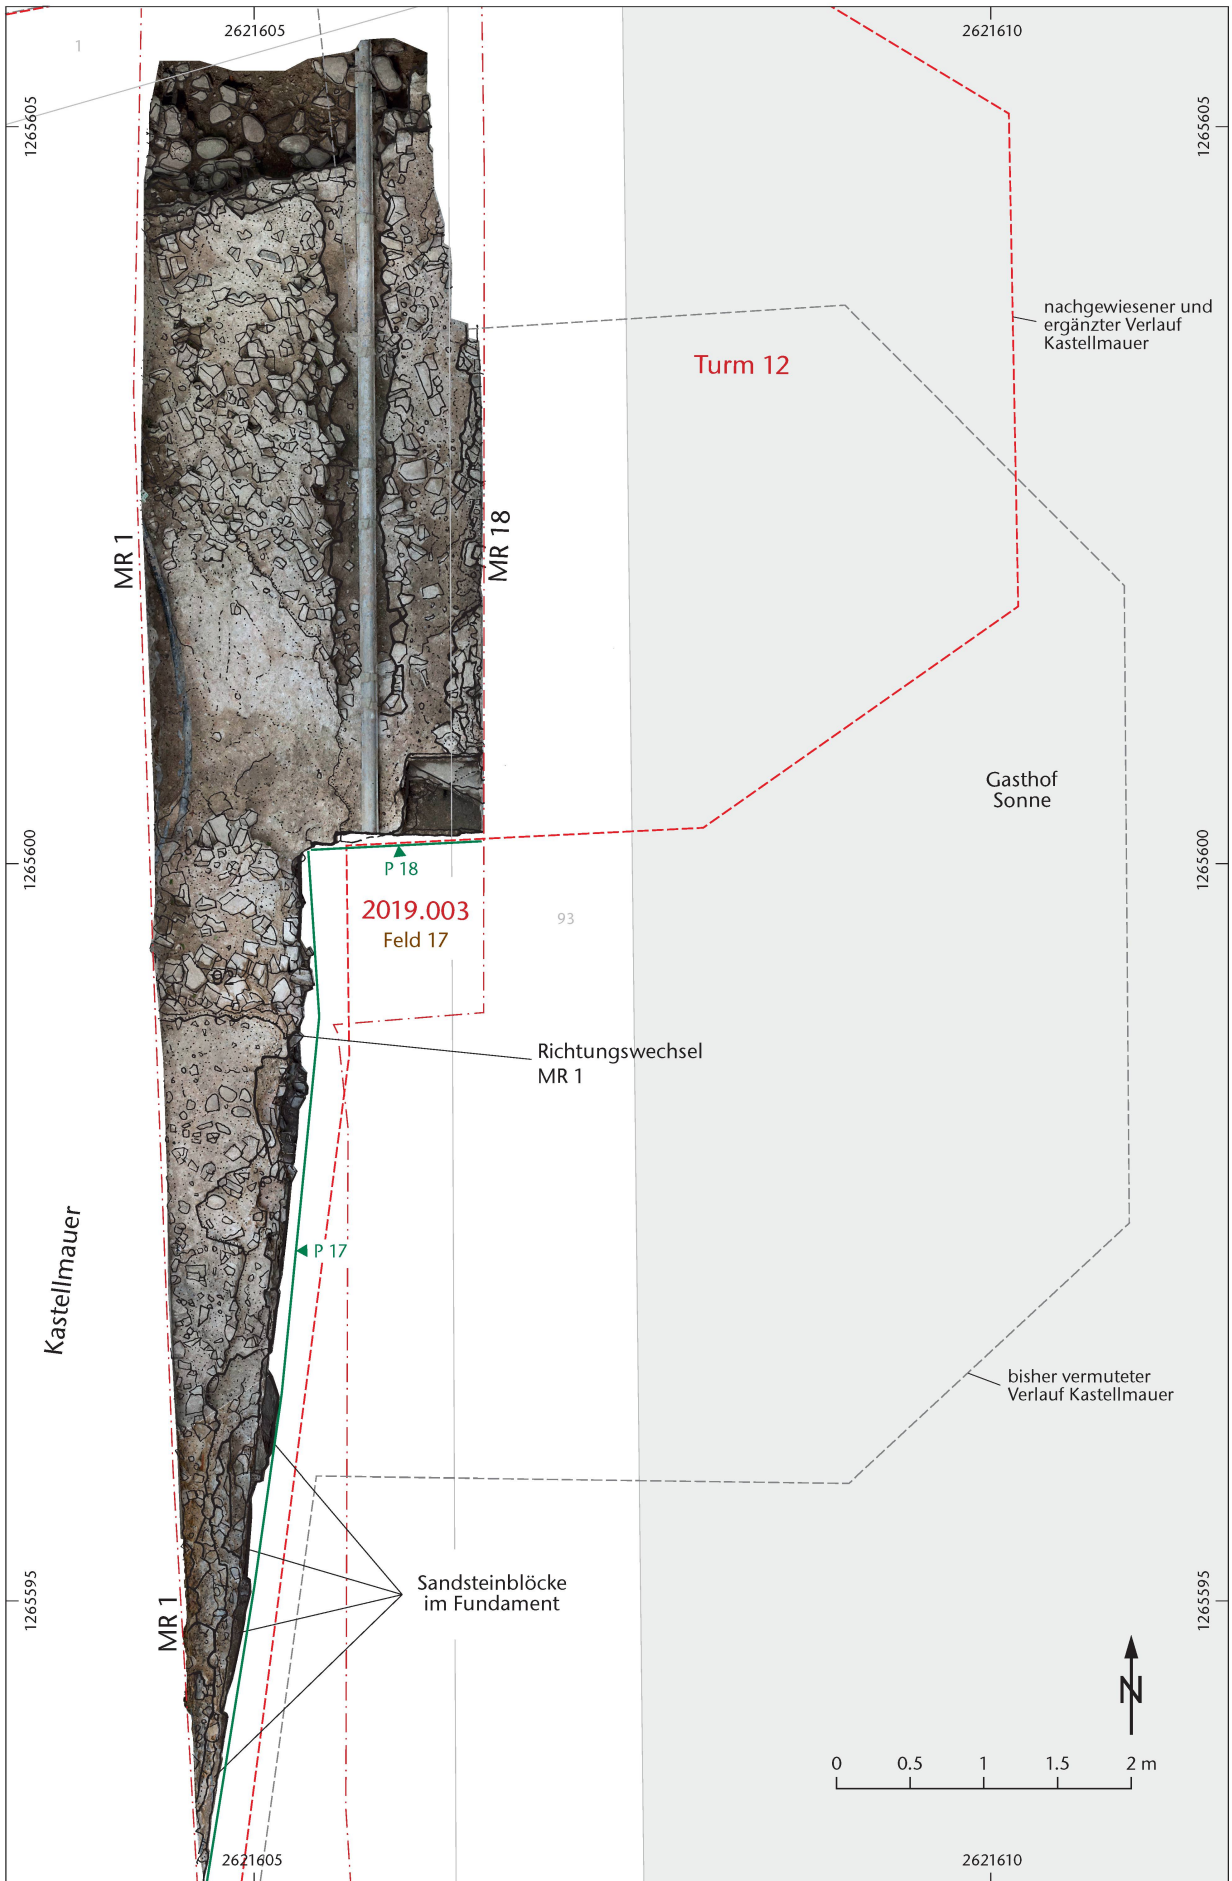 2621605
2621610
1
1265605
1265605
nachgewiesener und
ergänzter Verlauf
Kastellmauer
Turm 12
MR 1
MR 18
Gasthof
Sonne
1265600
1265600
P 18
2019.003
Feld 17
93
92
Richtungswechsel
MR 1
P 17
Kastellmauer
bisher vermuteter
Verlauf Kastellmauer
Sandsteinblöcke
im Fundament
1265595
1265595
MR 1
N
0 0.5 1 1.5 2 m
2621605
2621610